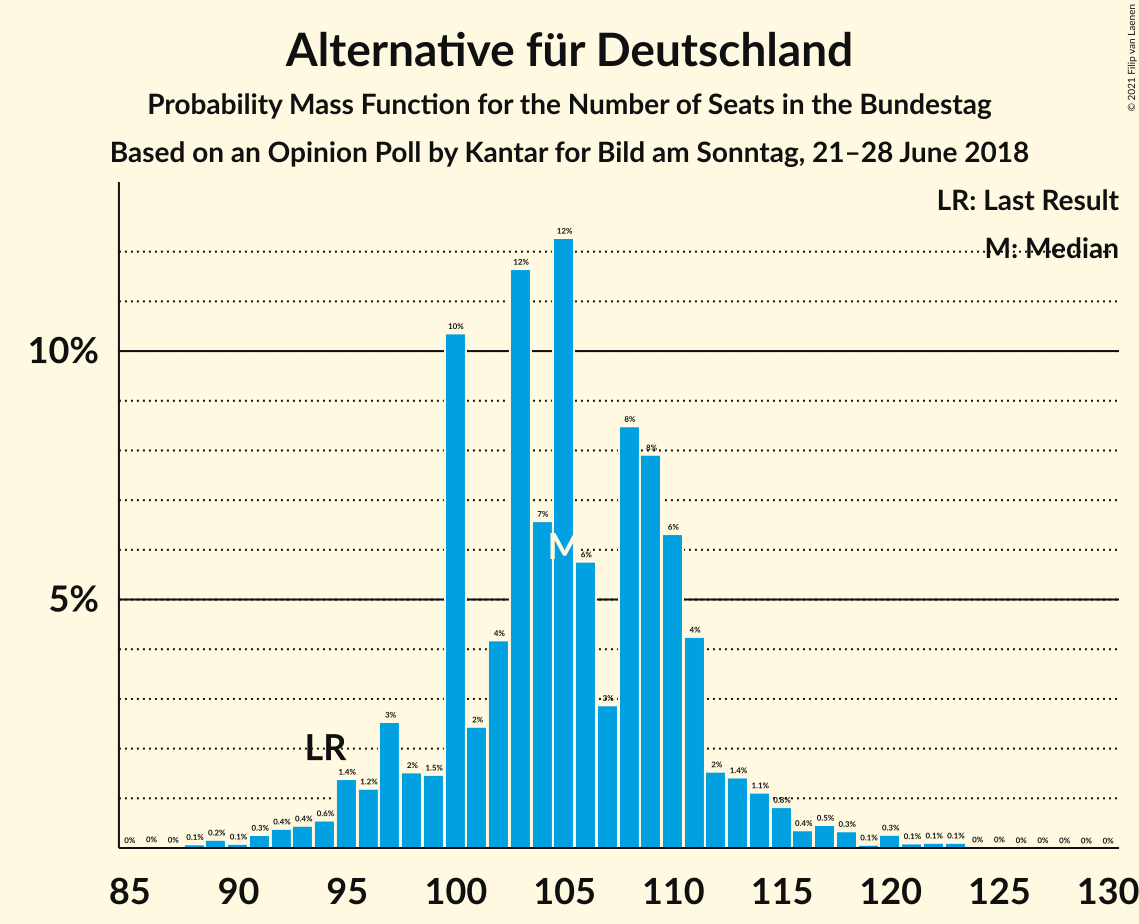 Alternative für Deutschland
Probability Mass Function for the Number of Seats in the Bundestag
Based on an Opinion Poll by Kantar for Bild am Sonntag, 21–28 June 2018
© 2021 Filip van Laenen
LR: Last Result
M: Median
10%
5%
0% 0% 0% 0.1% 0.2% 0.1% 0.3% 0.4% 0.4% 0.6% 1.4% 1.2% 3% 2% 1.5% 10% 2% 4% 12% 7% 12% 6% 3% 8% 8% 6% 4% 2% 1.4% 1.1% 0.8% 0.4% 0.5% 0.3% 0.1% 0.3% 0.1% 0.1% 0.1% 0% 0% 0% 0% 0% 0% 0%
LR
M
85 90 95 100 105 110 115 120 125 130